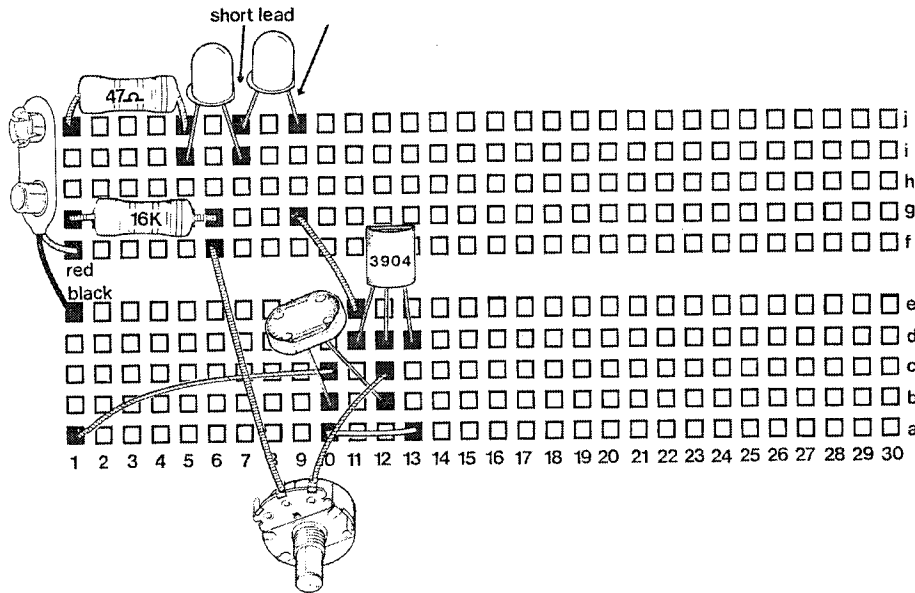 short lead
47Ω
j
i
h
16K
g
f
3904
red
black
e
d
c
b
a
1 2 3 4 5 6 7 8 9 10 11 12 13 14 15 16 17 18 19 20 21 22 23 24 25 26 27 28 29 30